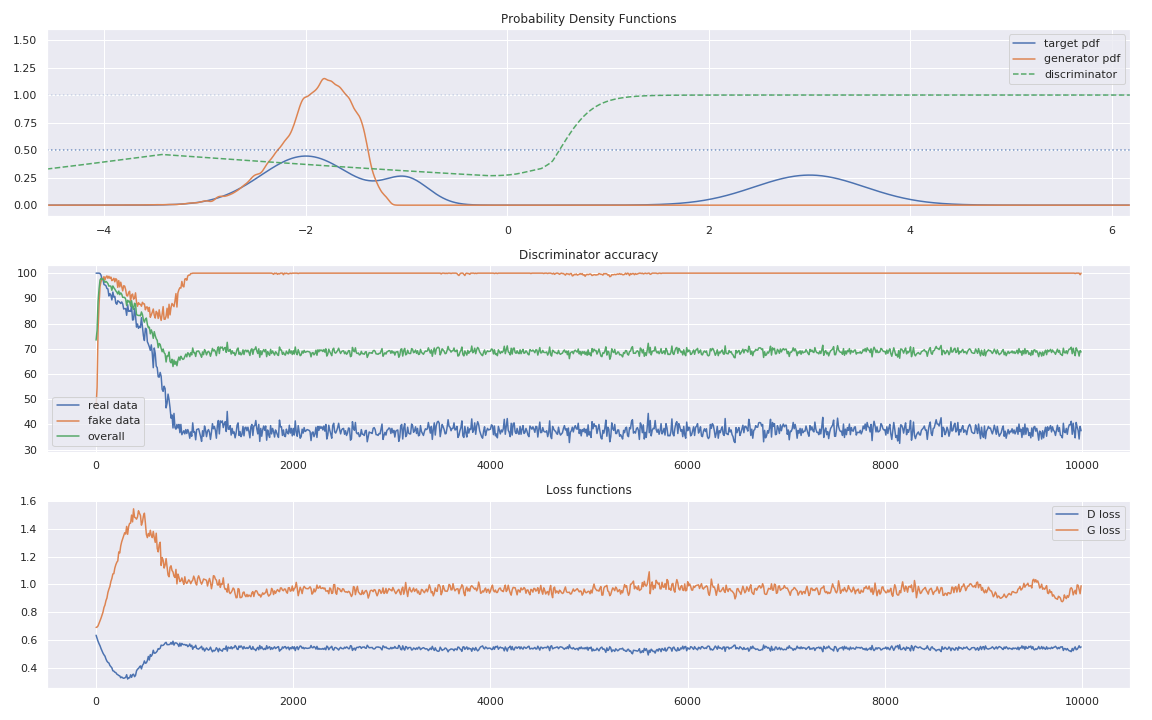 Probability Density Functions
1.50
1.25
1.00
0.75
0.50
0.25
0.00
target pdf
generator pdf
discriminator
−4 −2 0 2 4 6
Discriminator accuracy
100
90
80
70
60
50
40
30
real data
fake data
overall
0 2000 4000 6000 8000 10000
Loss functions
1.6
1.4
1.2
1.0
0.8
0.6
0.4
D loss
G loss
0 2000 4000 6000 8000 10000